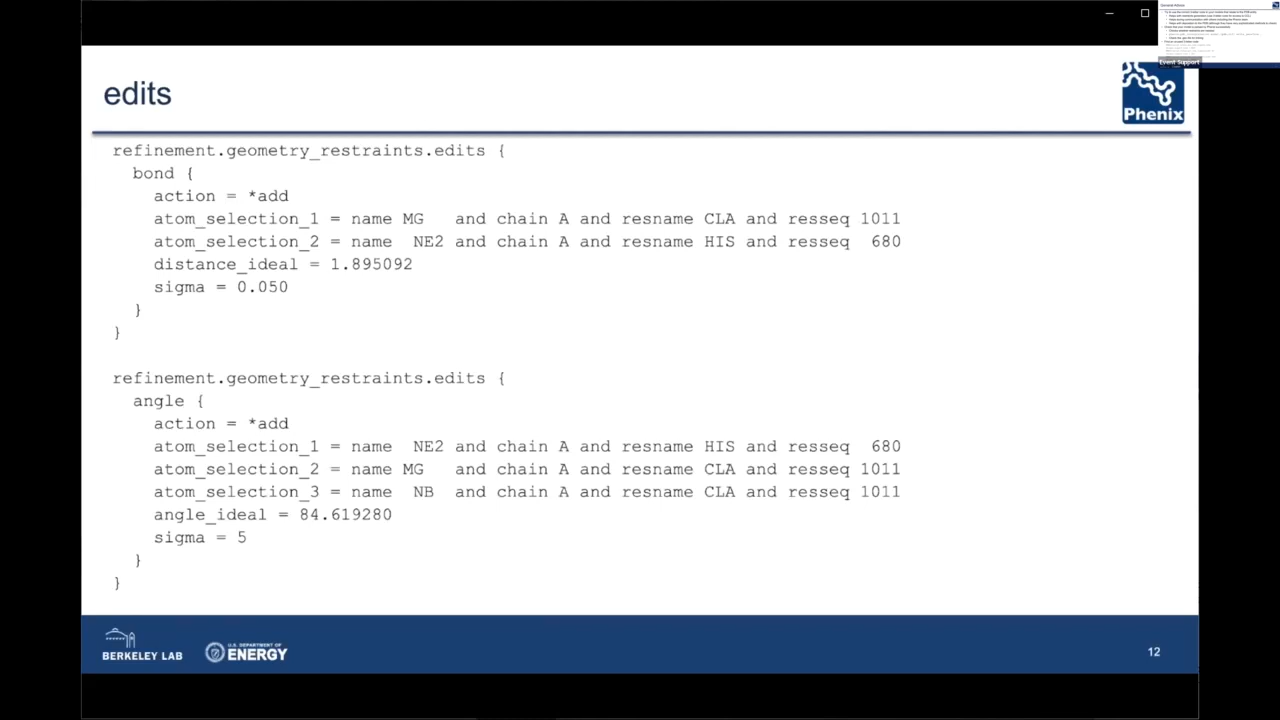 General Advice
Event Support
edits
Phenix
refinement.geometry_restraints.edits {
bond {
action = *add
atom_selection_1 = name MG   and chain A and resname CLA and resseq 1011
atom_selection_2 = name  NE2 and chain A and resname HIS and resseq  680
distance_ideal = 1.895092
sigma = 0.050
}
}
refinement.geometry_restraints.edits {
angle {
action = *add
atom_selection_1 = name  NE2 and chain A and resname HIS and resseq  680
atom_selection_2 = name MG   and chain A and resname CLA and resseq 1011
atom_selection_3 = name  NB  and chain A and resname CLA and resseq 1011
angle_ideal = 84.619280
sigma = 5
}
}
BERKELEY LAB
U.S. DEPARTMENT OF
ENERGY
12